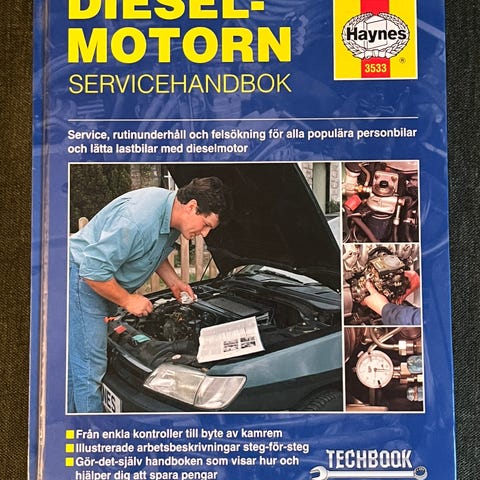 DIESEL-
MOTORN
SERVICEHANDBOK
Haynes
®
3533
Service, rutinunderhåll och felsökning för alla populära personbilar
och lätta lastbilar med dieselmotor
Från enkla kontroller till byte av kamrem
Illustrerade arbetsbeskrivningar steg-för-steg
Gör-det-själv handboken som visar hur och
hjälper dig att spara pengar
TECHBOOK